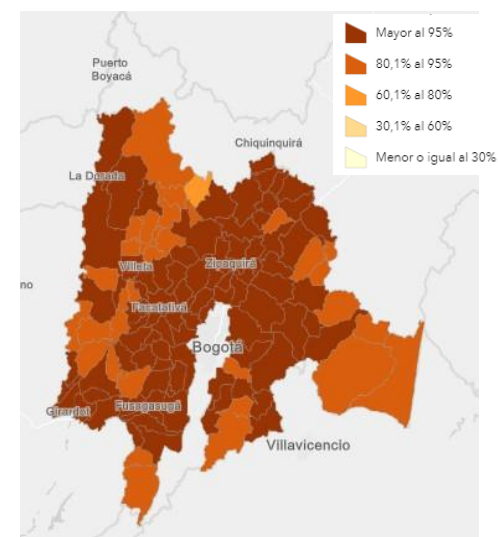 Mayor al 95%
80,1% al 95%
60,1% al 80%
30,1% al 60%
Menor o igual al 30%
Puerto
Boyacá
Chiquinquirá
La Dorada
Villeta
Zipaquirá
no
Facatativá
Bogotá
Girardot
Fusagasugá
Villavicencio